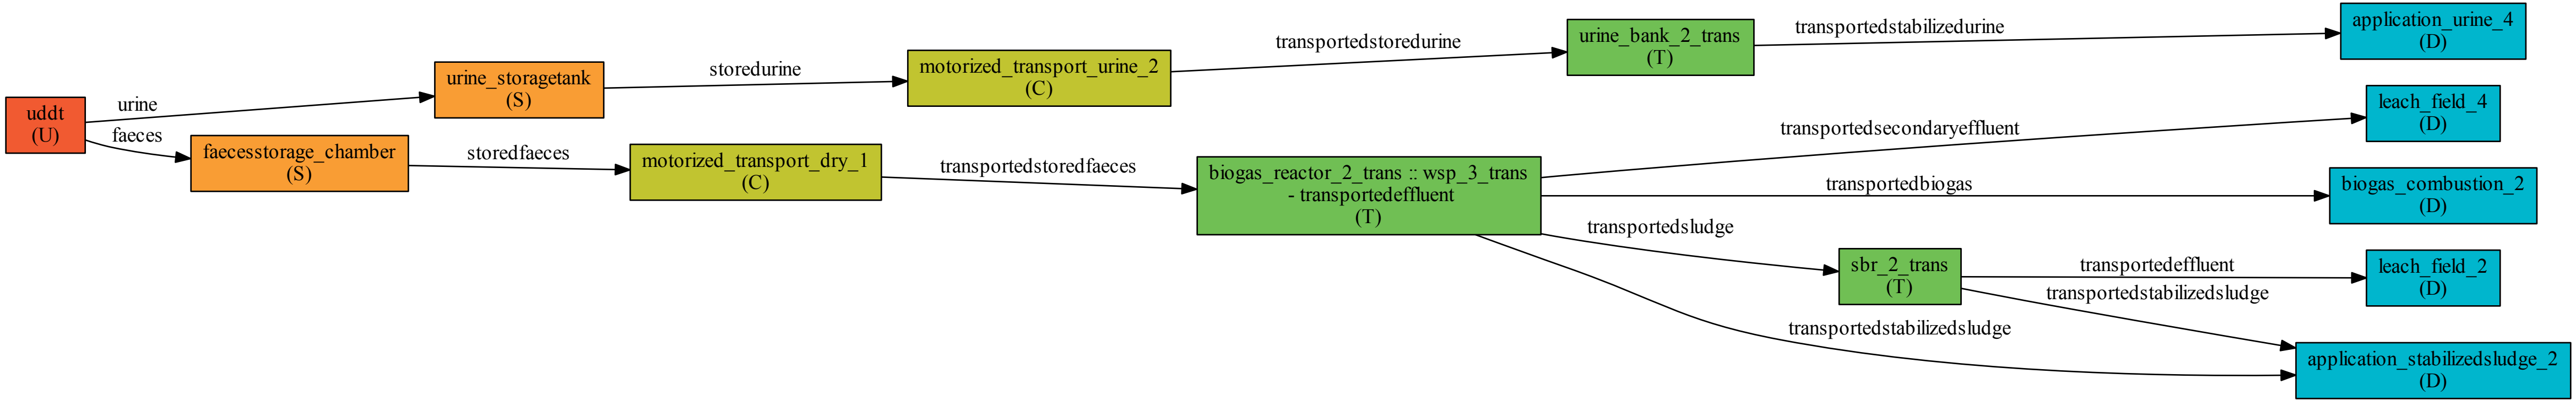 uddt
(U)
urine
faeces
urine_storagetank
(S)
faecesstorage_chamber
(S)
storedurine
storedfaeces
motorized_transport_urine_2
(C)
motorized_transport_dry_1
(C)
transportedstoredurine
transportedstoredfaeces
urine_bank_2_trans
(T)
biogas_reactor_2_trans :: wsp_3_trans
- transportedeffluent
(T)
transportedstabilizedurine
transportedsecondaryeffluent
transportedbiogas
transportedsludge
transportedstabilizedsludge
sbr_2_trans
(T)
transportedeffluent
transportedstabilizedsludge
application_urine_4
(D)
leach_field_4
(D)
biogas_combustion_2
(D)
leach_field_2
(D)
application_stabilizedsludge_2
(D)